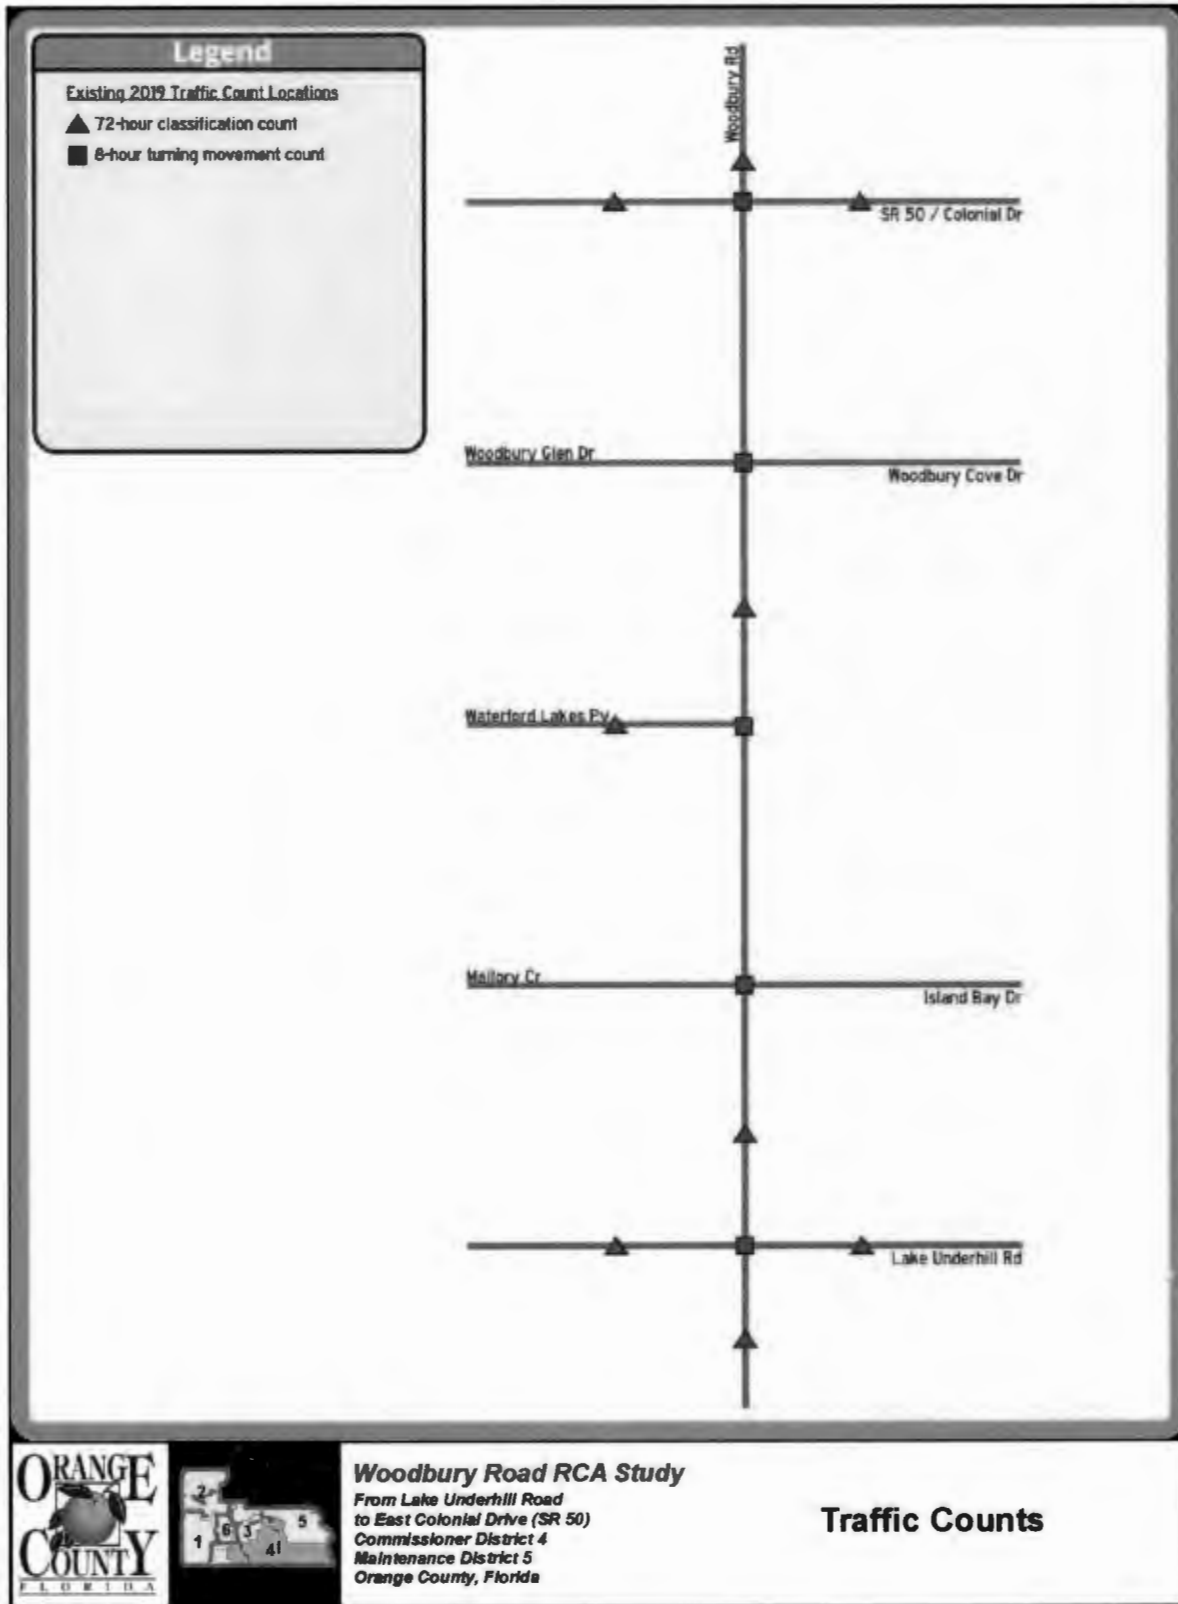 Legend
Existing 2019 Traffic Count Locations
72-hour classification count
8-hour turning movement count
Woodbury Rd
SR 50 / Colonial Dr
Woodbury Glen Dr
Woodbury Cove Dr
Waterford Lakes Py
Mallory Cr
Island Bay Dr
Lake Underhill Rd
ORANGE
COUNTY
FLORIDA
2
1
6
3
5
4
Woodbury Road RCA Study
From Lake Underhill Road
to East Colonial Drive (SR 50)
Commissioner District 4
Maintenance District 5
Orange County, Florida
Traffic Counts